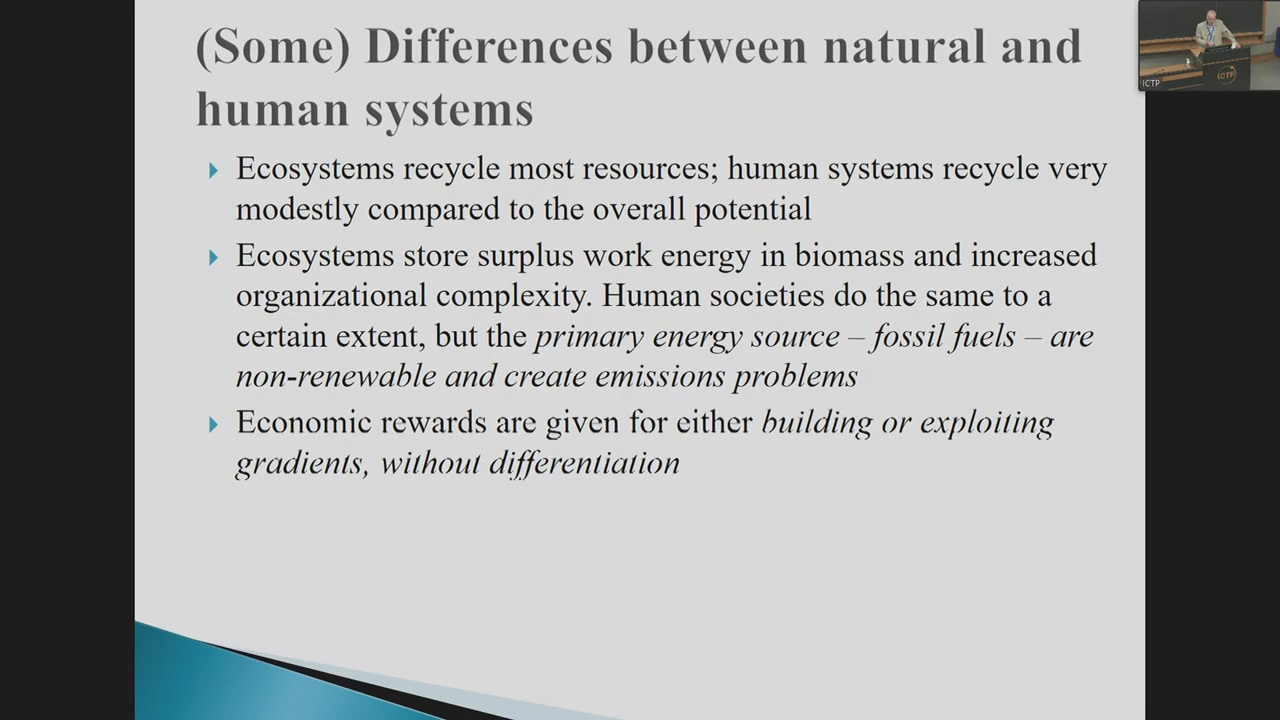 (Some) Differences between natural and
human systems
Ecosystems recycle most resources; human systems recycle very
modestly compared to the overall potential
Ecosystems store surplus work energy in biomass and increased
organizational complexity. Human societies do the same to a
certain extent, but the primary energy source – fossil fuels – are
non-renewable and create emissions problems
Economic rewards are given for either building or exploiting
gradients, without differentiation
ICTP
ICTP